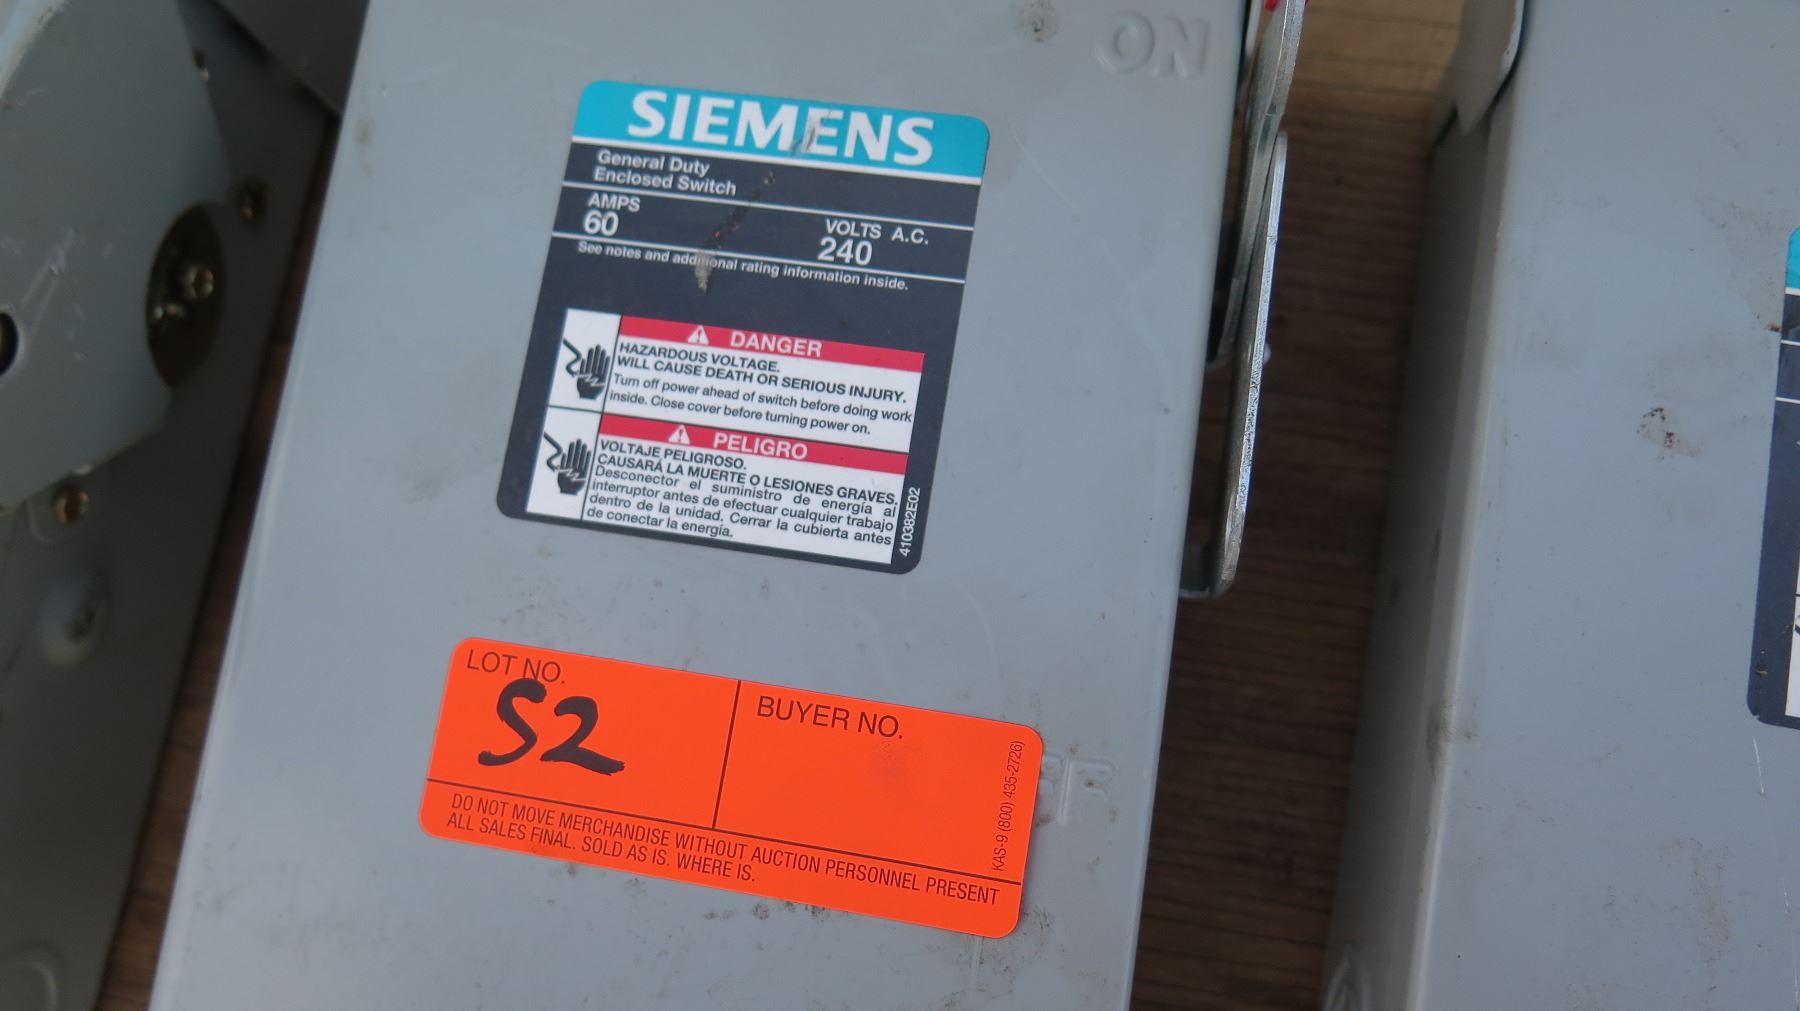 ON
SIEMENS
General Duty
Enclosed Switch
AMPS
60
VOLTS A.C.
240
See notes and additional rating information inside.
DANGER
HAZARDOUS VOLTAGE.
WILL CAUSE DEATH OR SERIOUS INJURY.
Turn off power ahead of switch before doing work
inside. Close cover before turning power on.
PELIGRO
VOLTAJE PELIGROSO.
CAUSARÁ LA MUERTE O LESIONES GRAVES.
Desconector el suministro de energía al
interruptor antes de efectuar cualquier trabajo
dentro de la unidad. Cerrar la cubierta antes
de conectar la energía.
410382E02
LOT NO.
S2
BUYER NO.
KAS-9 (800) 435-2726)
DO NOT MOVE MERCHANDISE WITHOUT AUCTION PERSONNEL PRESENT
ALL SALES FINAL. SOLD AS IS. WHERE IS.